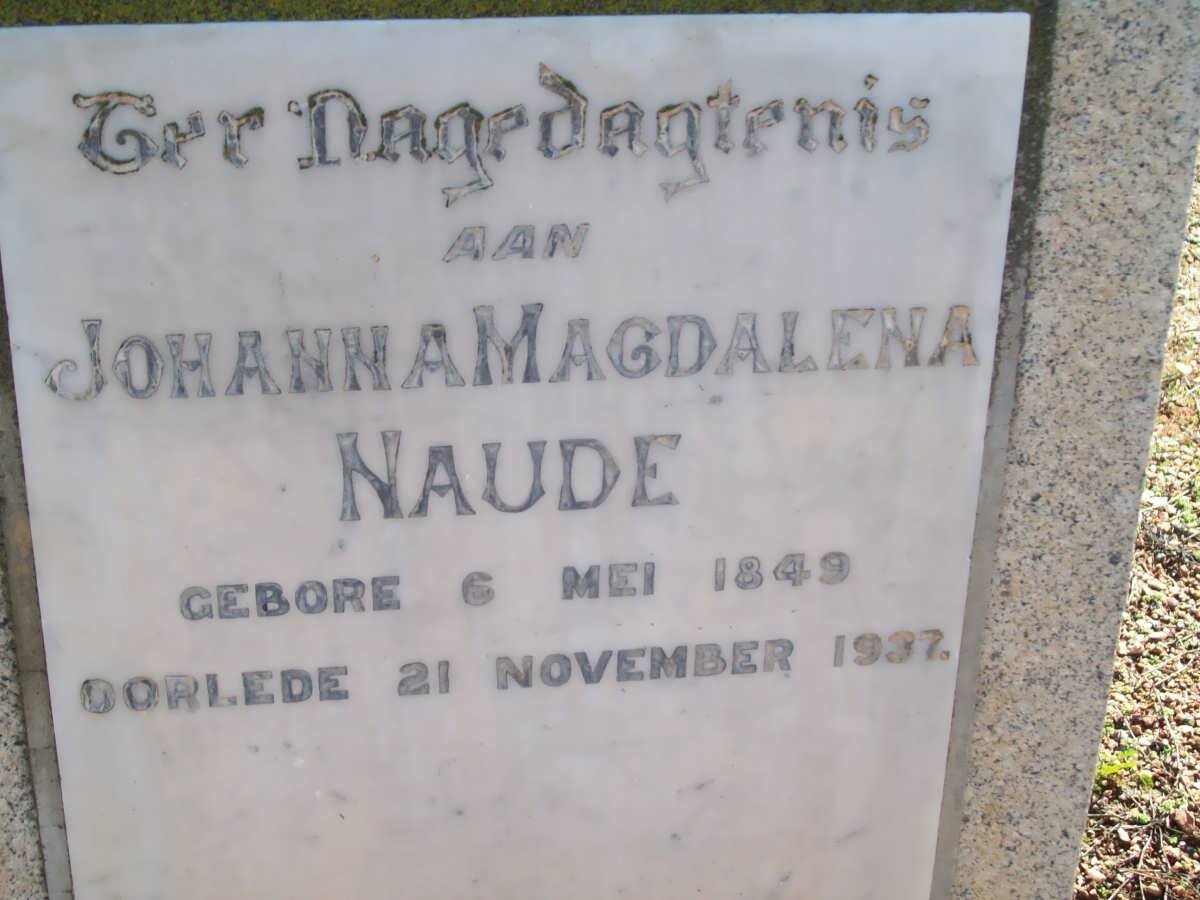 Ter Nagedagtenis
AAN
JOHANNA MAGDALENA
NAUDE
GEBORE 6 MEI 1849
OORLEDE 21 NOVEMBER 1937.